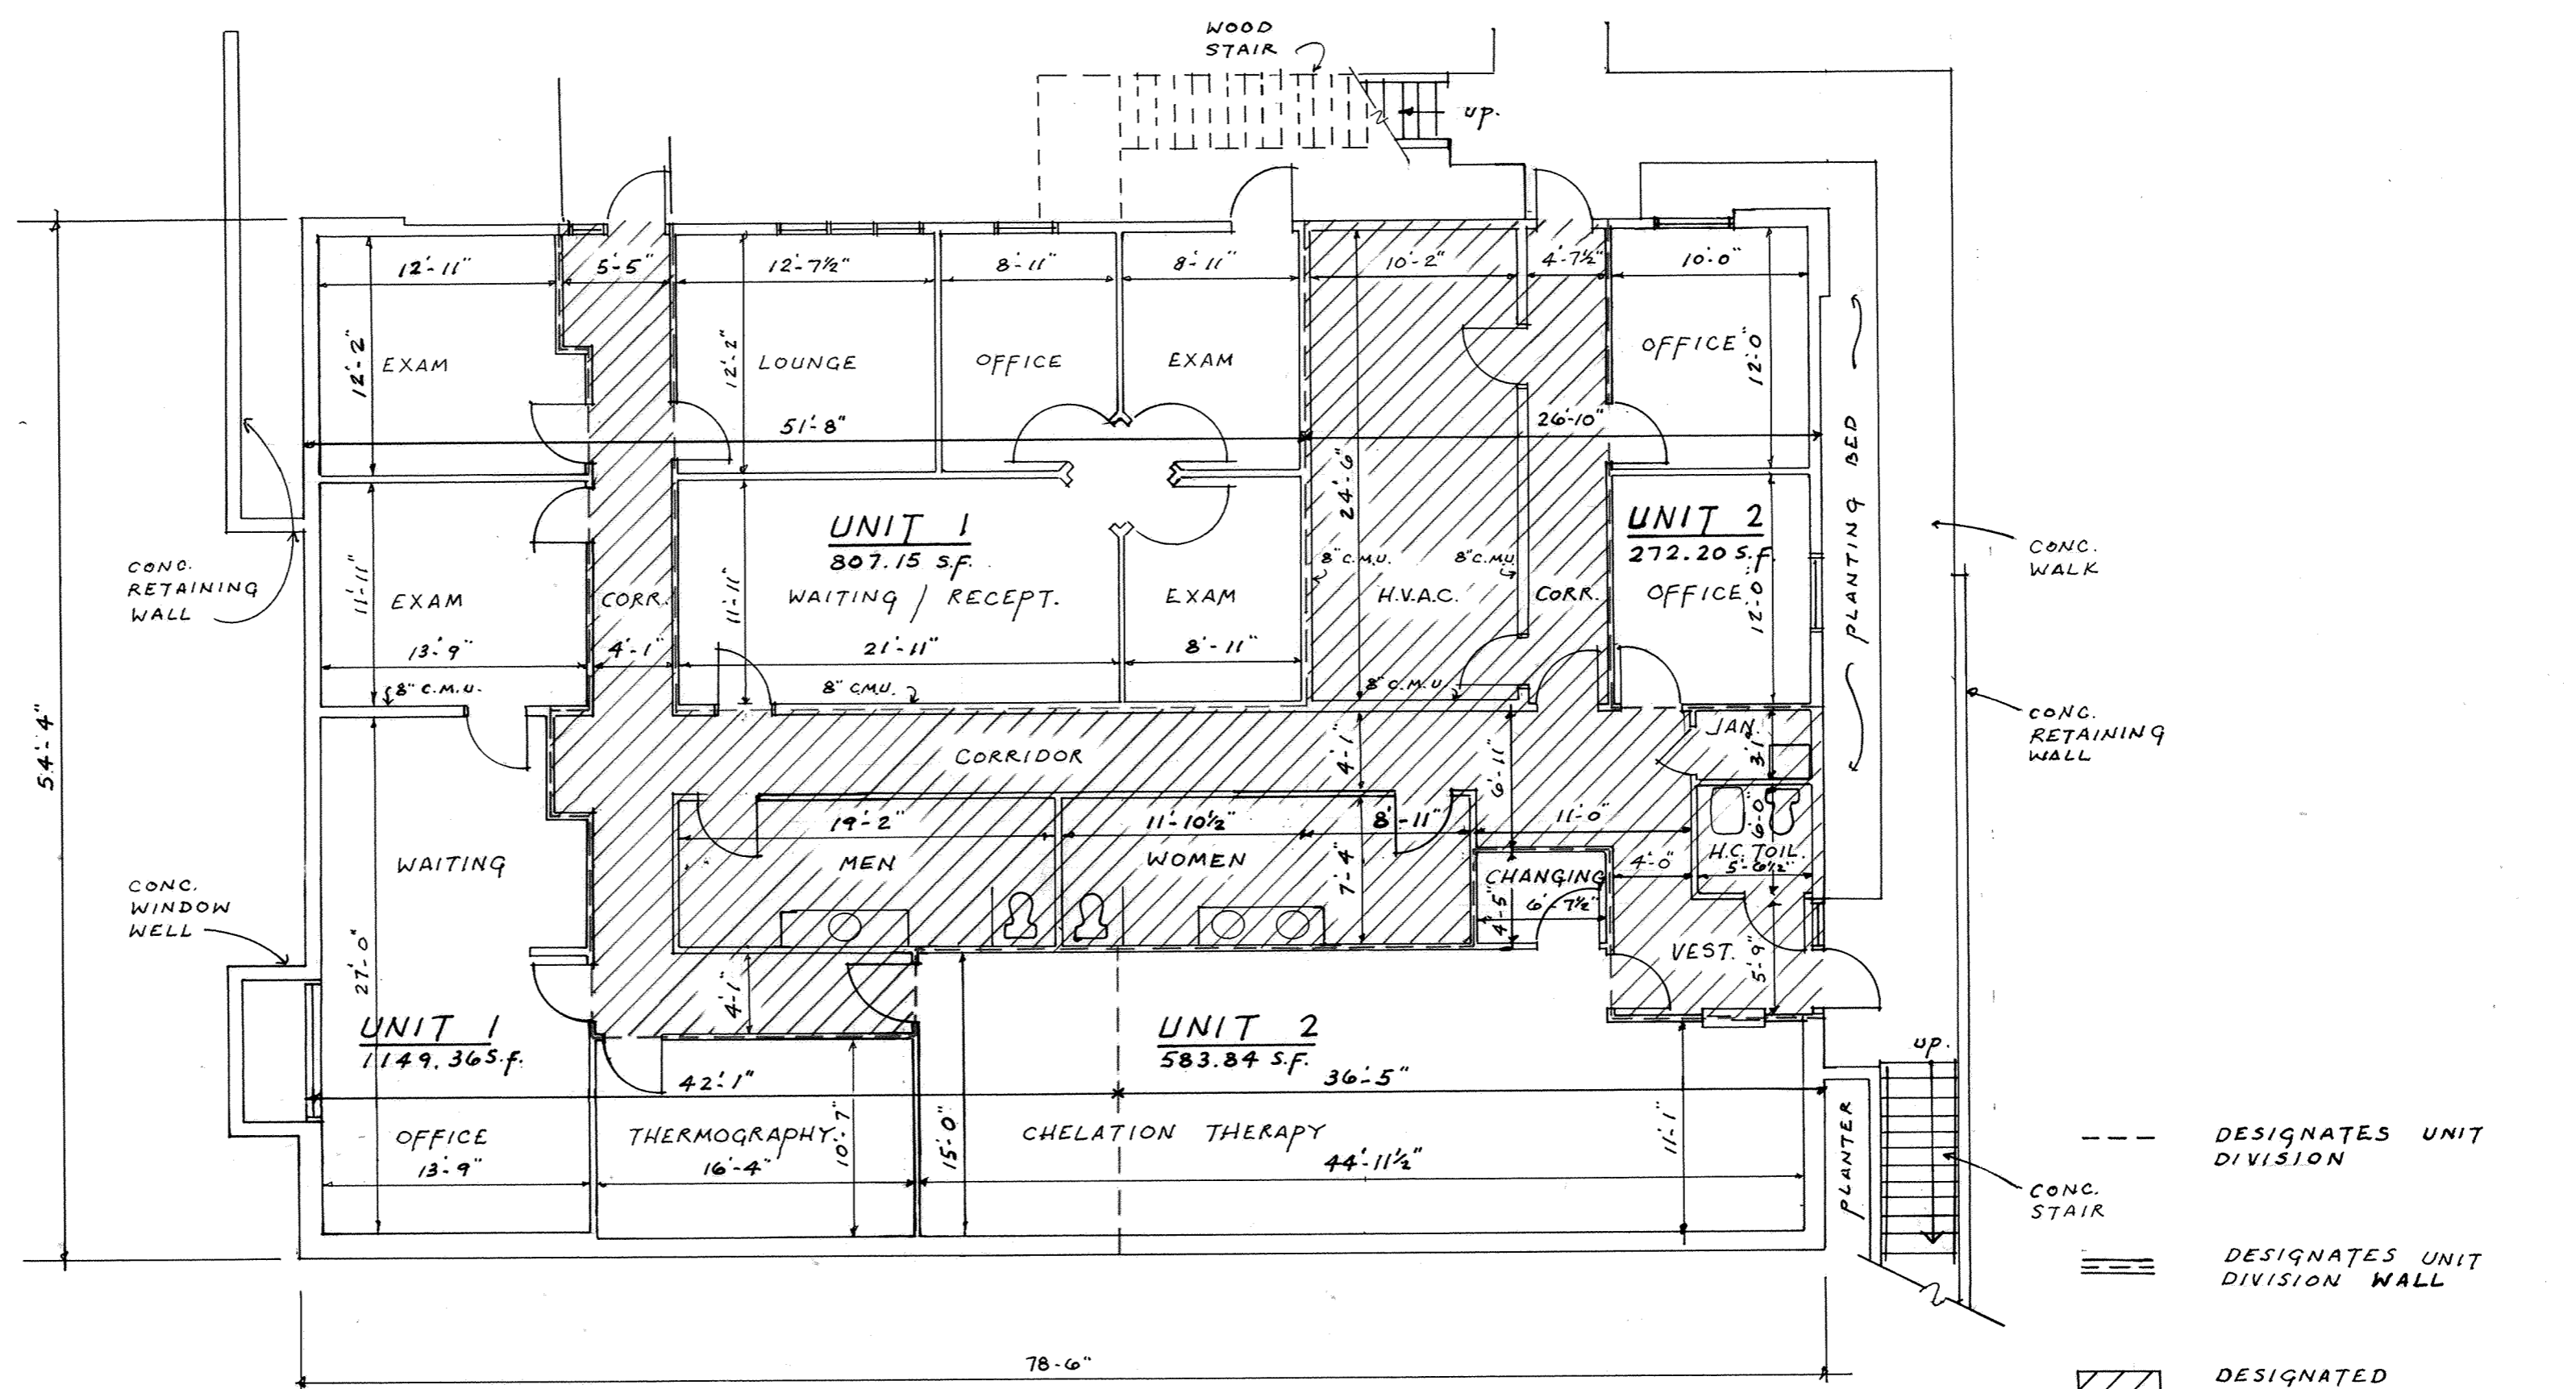 WOOD
STAIR
UP.
12'-11"
5'-5"
12'-7½"
8'-11"
8'-11"
10'-2"
4'-7½"
10'-0"
12'-2"
EXAM
12'-2"
LOUNGE
OFFICE
EXAM
OFFICE
12'-0"
51'-8"
26'-10"
24'-6"
PLANTING BED
CONC.
RETAINING
WALL
11'-11"
EXAM
13'-9"
8" C.M.U.
CORR.
4'-1"
11'-11"
UNIT 1
807.15 S.F.
WAITING / RECEPT.
21'-11"
8" C.M.U.
EXAM
8'-11"
8" C.M.U.
8" C.M.U.
H.V.A.C.
8" C.M.U.
CORR.
UNIT 2
272.20 S.F.
OFFICE
12'-0"
CONC.
WALK
CONC.
RETAINING
WALL
54'-4"
CORRIDOR
4'-1"
6'-11"
JAN.
3'-1"
19'-2"
11'-10½"
8'-11"
11'-0"
6'-0"
WAITING
MEN
WOMEN
7'-4"
CHANGING
6'-7½"
4'-5"
4'-0"
H.C. TOIL.
5'-6½"
CONC.
WINDOW
WELL
27'-0"
4'-1"
VEST.
5'-9"
UNIT 1
1149.36 S.F.
UNIT 2
583.84 S.F.
UP.
42'-1"
36'-5"
OFFICE
13'-9"
THERMOGRAPHY
16'-4"
10'-7"
15'-0"
CHELATION THERAPY
44'-11½"
11'-1"
PLANTER
CONC.
STAIR
78'-6"
DESIGNATES UNIT
DIVISION
DESIGNATES UNIT
DIVISION WALL
DESIGNATED